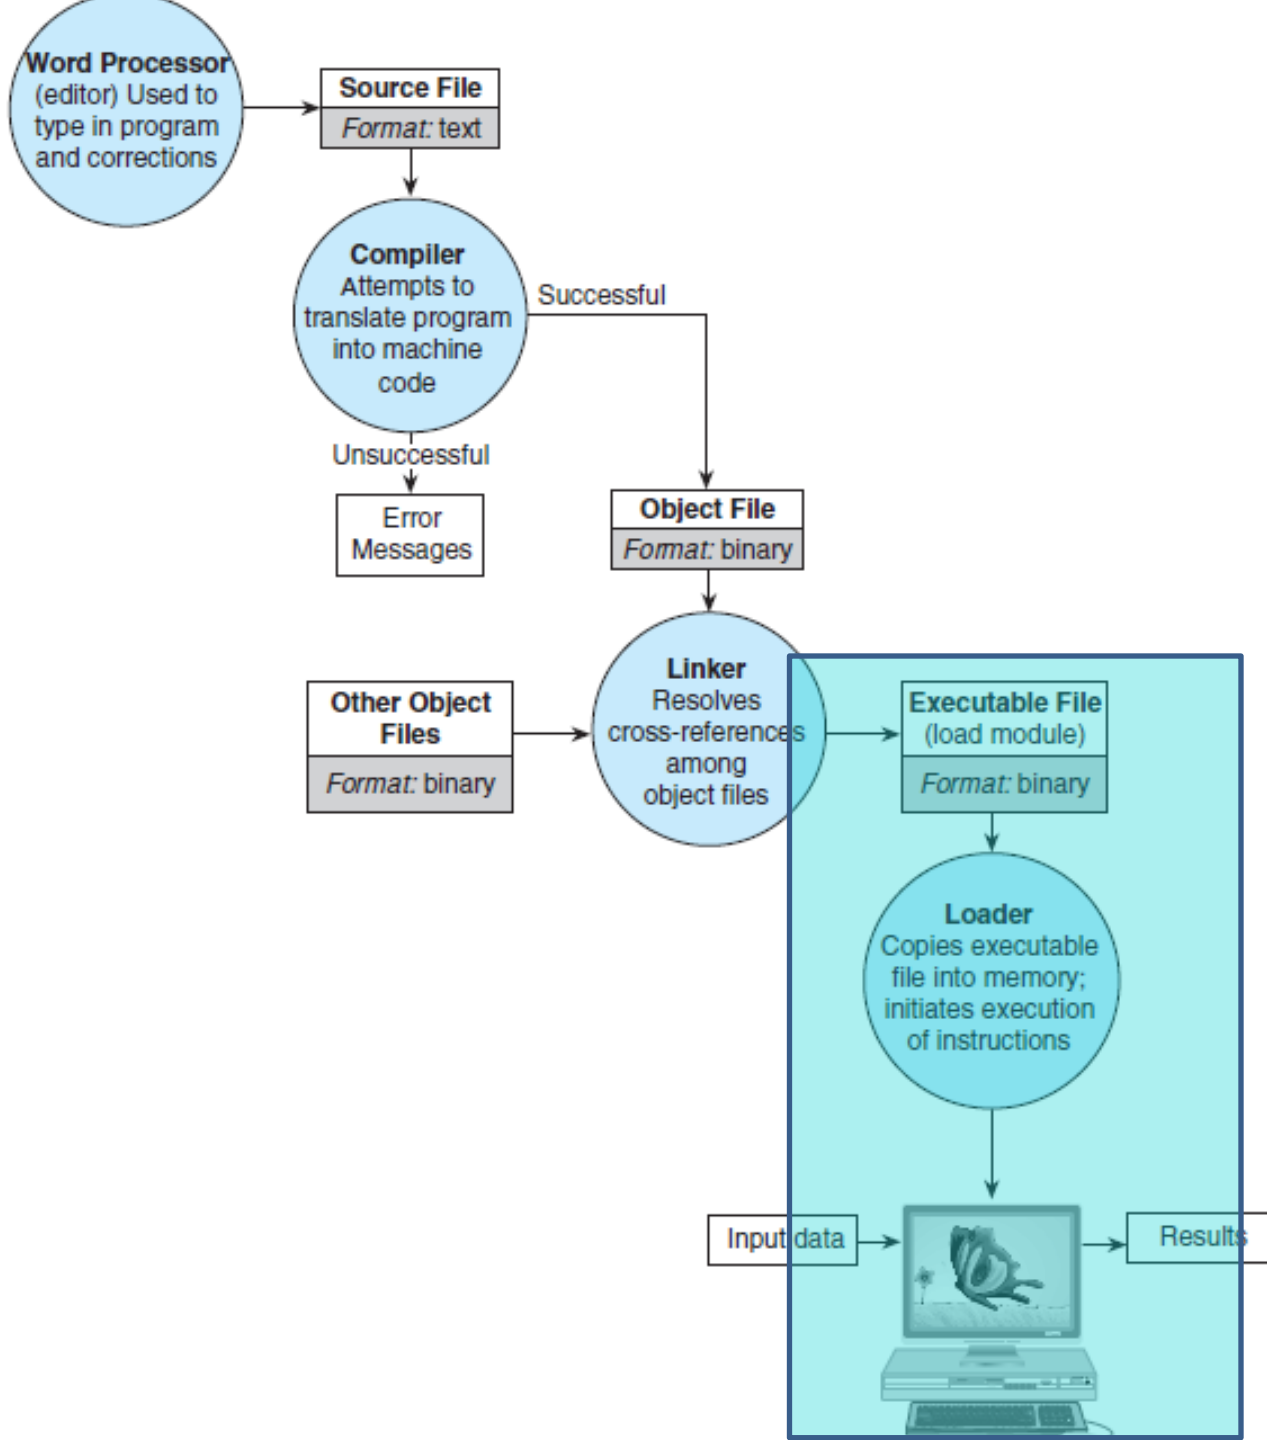 Word Processor
(editor) Used to
type in program
and corrections
Source File
Format: text
Compiler
Attempts to
translate program
into machine
code
Successful
Unsuccessful
Error
Messages
Object File
Format: binary
Linker
Resolves
cross-references
among
object files
Other Object
Files
Format: binary
Executable File
(load module)
Format: binary
Loader
Copies executable
file into memory;
initiates execution
of instructions
Input data
Results